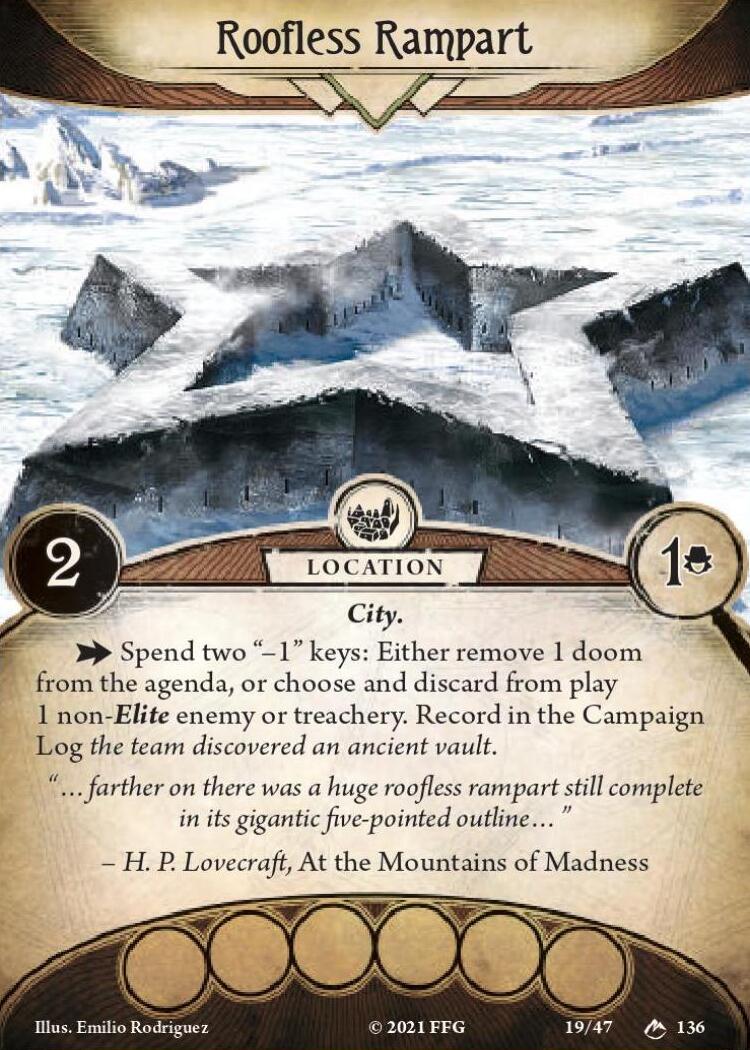 Roofless Rampart
2
LOCATION
1
City.
Spend two “–1” keys: Either remove 1 doom
from the agenda, or choose and discard from play
1 non-Elite enemy or treachery. Record in the Campaign
Log the team discovered an ancient vault.
“…farther on there was a huge roofless rampart still complete
in its gigantic five-pointed outline…”
– H. P. Lovecraft, At the Mountains of Madness
Illus. Emilio Rodriguez
© 2021 FFG
19/47
136